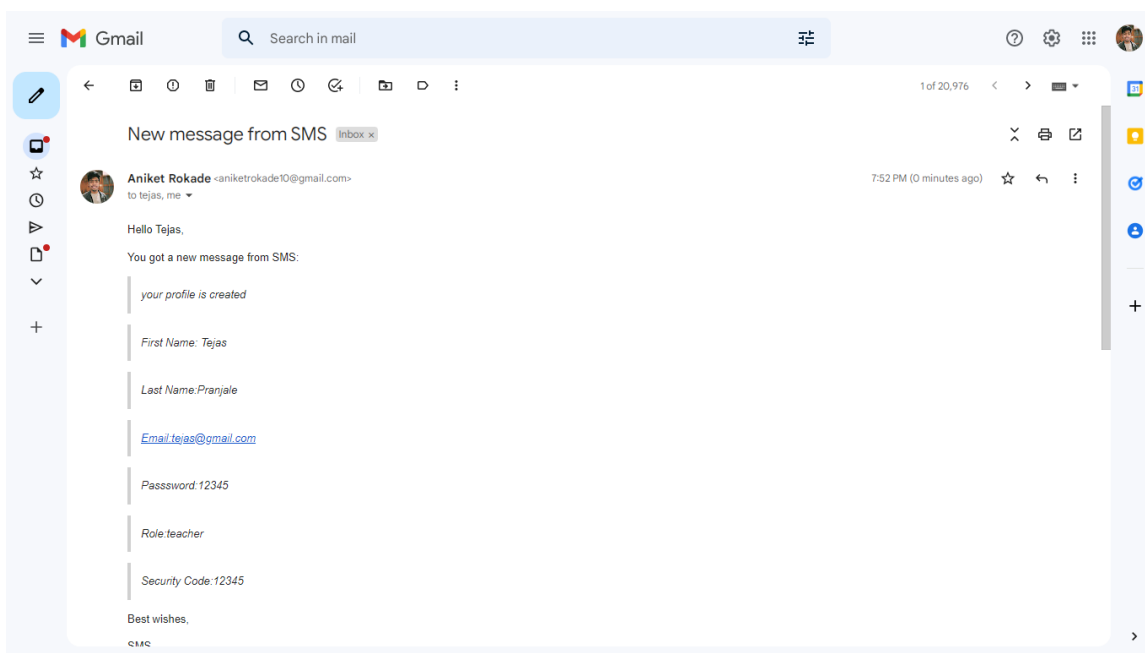 Gmail
Search in mail
1 of 20,976
31
New message from SMS Inbox x
Aniket Rokade <aniketrokade10@gmail.com>
7:52 PM (0 minutes ago)
to tejas, me
Hello Tejas,
You got a new message from SMS:
your profile is created
First Name: Tejas
Last Name:Pranjale
Email:tejas@gmail.com
Passsword:12345
Role:teacher
Security Code:12345
Best wishes,
SMS